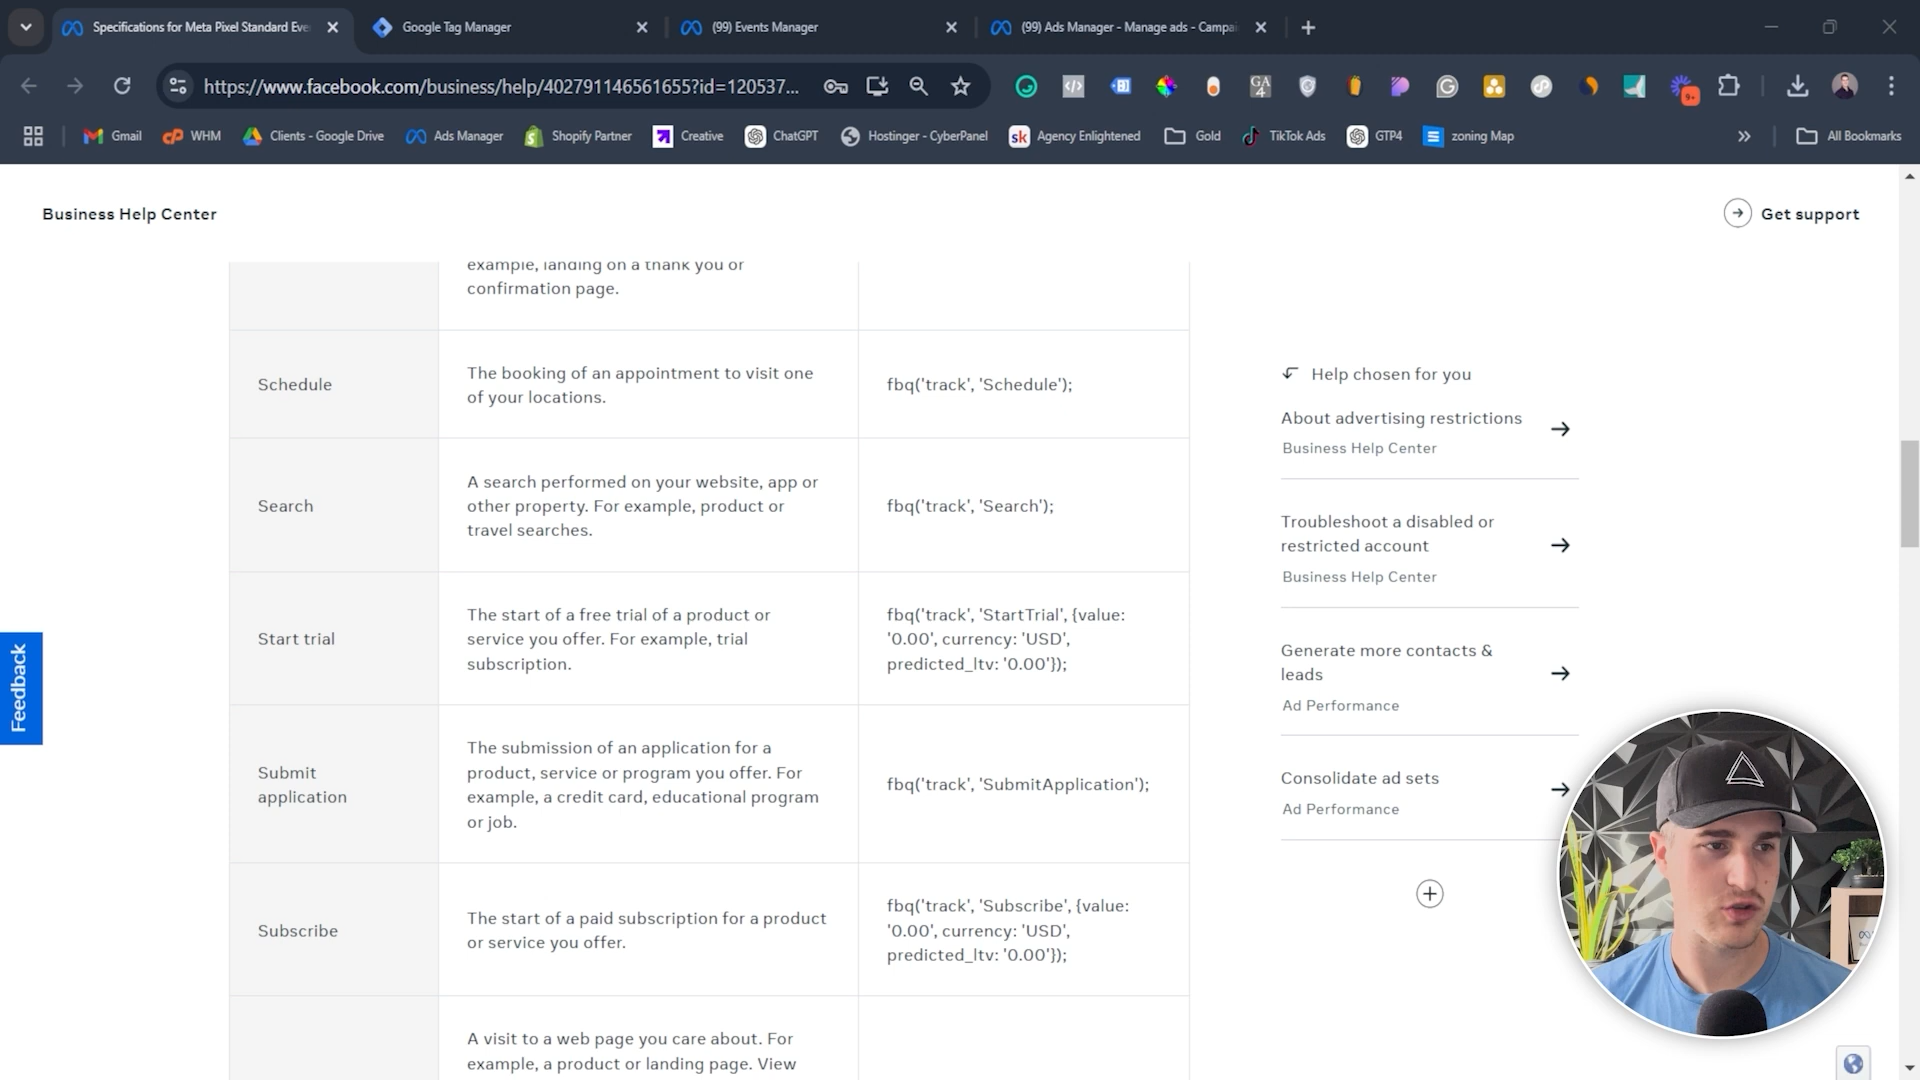 Specifications for Meta Pixel Standard Eve
Google Tag Manager
(99) Events Manager
(99) Ads Manager - Manage ads - Campai
https://www.facebook.com/business/help/402791146561655?id=120537...
GA
4
9+
Gmail
WHM
Clients - Google Drive
Ads Manager
Shopify Partner
Creative
ChatGPT
Hostinger - CyberPanel
sk
Agency Enlightened
Gold
TikTok Ads
GTP4
zoning Map
All Bookmarks
Business Help Center
Get support
example, landing on a thank you or
confirmation page.
Schedule
The booking of an appointment to visit one
of your locations.
fbq('track', 'Schedule');
Search
A search performed on your website, app or
other property. For example, product or
travel searches.
fbq('track', 'Search');
Start trial
The start of a free trial of a product or
service you offer. For example, trial
subscription.
fbq('track', 'StartTrial', {value:
'0.00', currency: 'USD',
predicted_ltv: '0.00'});
Submit
application
The submission of an application for a
product, service or program you offer. For
example, a credit card, educational program
or job.
fbq('track', 'SubmitApplication');
Subscribe
The start of a paid subscription for a product
or service you offer.
fbq('track', 'Subscribe', {value:
'0.00', currency: 'USD',
predicted_ltv: '0.00'});
A visit to a web page you care about. For
example, a product or landing page. View
Help chosen for you
About advertising restrictions
Business Help Center
Troubleshoot a disabled or
restricted account
Business Help Center
Generate more contacts &
leads
Ad Performance
Consolidate ad sets
Ad Performance
Feedback